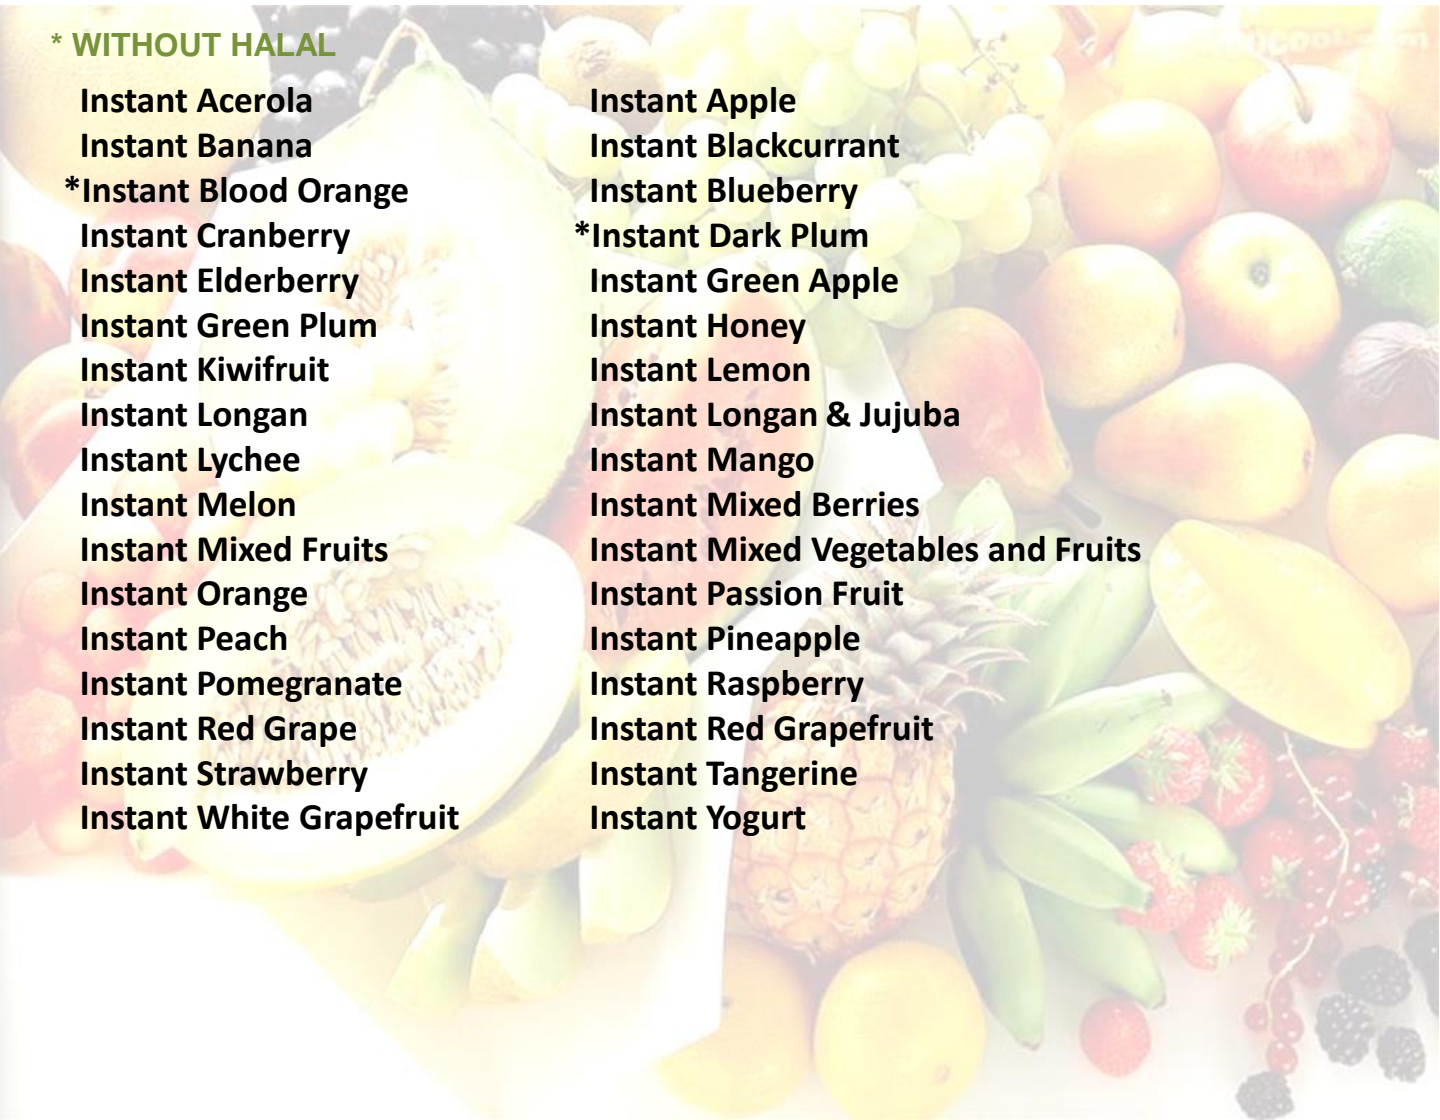 * WITHOUT HALAL
Instant Acerola
Instant Banana
*Instant Blood Orange
Instant Cranberry
Instant Elderberry
Instant Green Plum
Instant Kiwifruit
Instant Longan
Instant Lychee
Instant Melon
Instant Mixed Fruits
Instant Orange
Instant Peach
Instant Pomegranate
Instant Red Grape
Instant Strawberry
Instant White Grapefruit
Instant Apple
Instant Blackcurrant
Instant Blueberry
*Instant Dark Plum
Instant Green Apple
Instant Honey
Instant Lemon
Instant Longan & Jujuba
Instant Mango
Instant Mixed Berries
Instant Mixed Vegetables and Fruits
Instant Passion Fruit
Instant Pineapple
Instant Raspberry
Instant Red Grapefruit
Instant Tangerine
Instant Yogurt